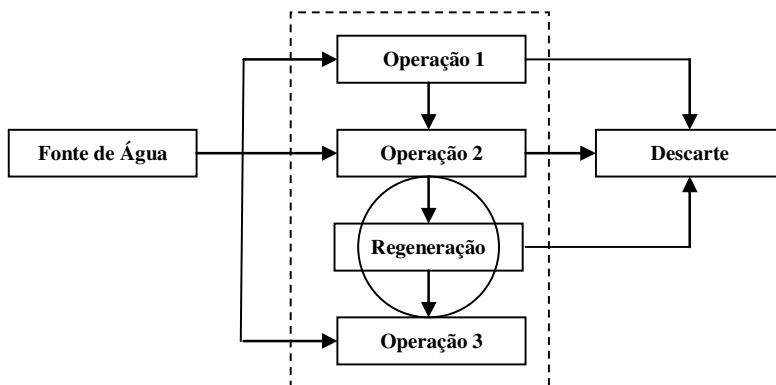 Operação 1
Fonte de Água
Operação 2
Descarte
Regeneração
Operação 3